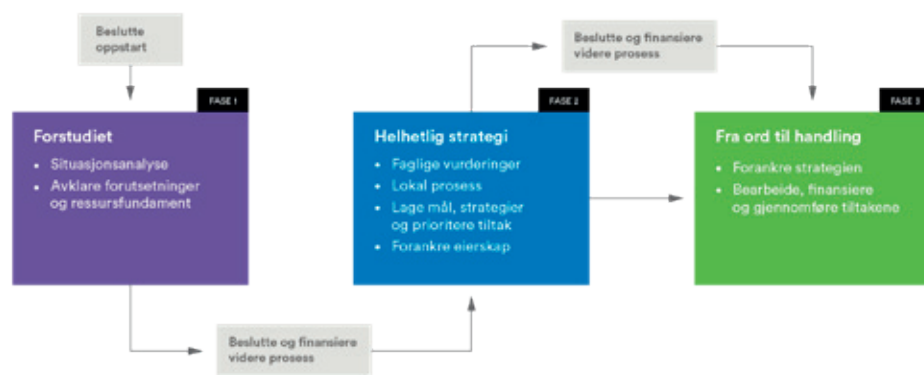 Beslutte
oppstart
FASE 1
Forstudiet
• Situasjonsanalyse
• Avklare forutsetninger
og ressursfundament
Beslutte og finansiere
videre prosess
FASE 2
Helhetlig strategi
• Faglige vurderinger
• Lokal prosess
• Lage mål, strategier
og prioritere tiltak
• Forankre eierskap
Beslutte og finansiere
videre prosess
FASE 3
Fra ord til handling
• Forankre strategien
• Bearbeide, finansiere
og gjennomføre tiltakene